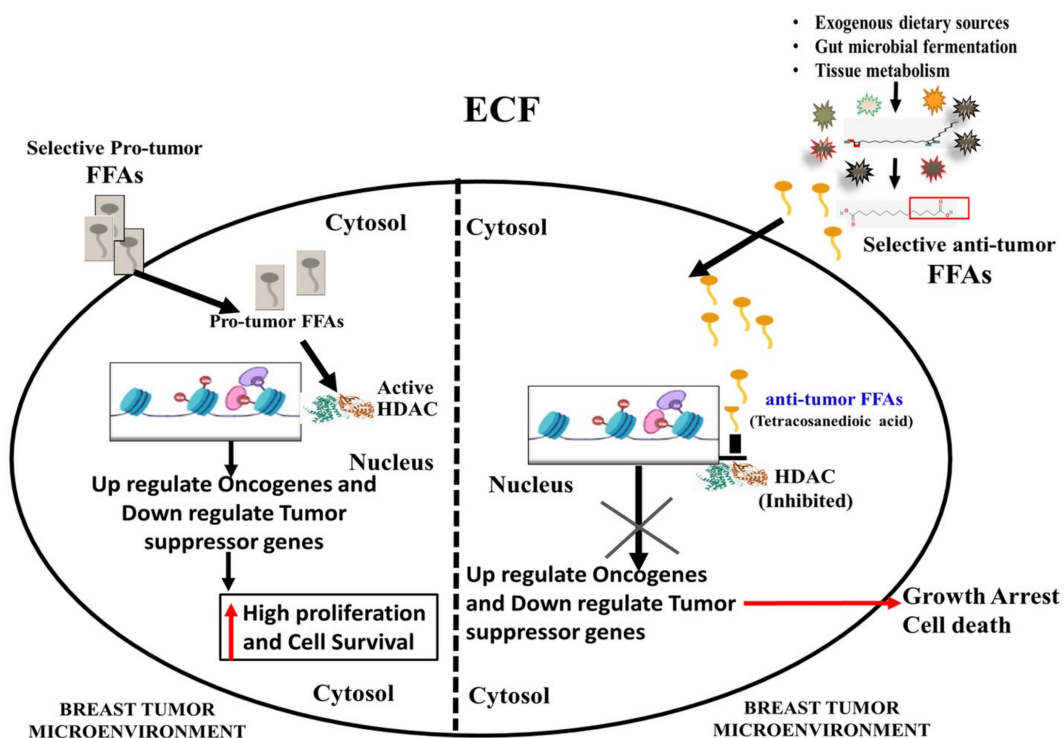 • Exogenous dietary sources
• Gut microbial fermentation
• Tissue metabolism
ECF
Selective Pro-tumor
FFAs
Cytosol
Cytosol
Selective anti-tumor
FFAs
Pro-tumor FFAs
Active
HDAC
anti-tumor FFAs
(Tetracosanedioic acid)
Nucleus
Nucleus
HDAC
(Inhibited)
Up regulate Oncogenes and
Down regulate Tumor
suppressor genes
Up regulate Oncogenes
and Down regulate Tumor
suppressor genes
Growth Arrest
Cell death
High proliferation
and Cell Survival
Cytosol
Cytosol
BREAST TUMOR
MICROENVIRONMENT
BREAST TUMOR
MICROENVIRONMENT